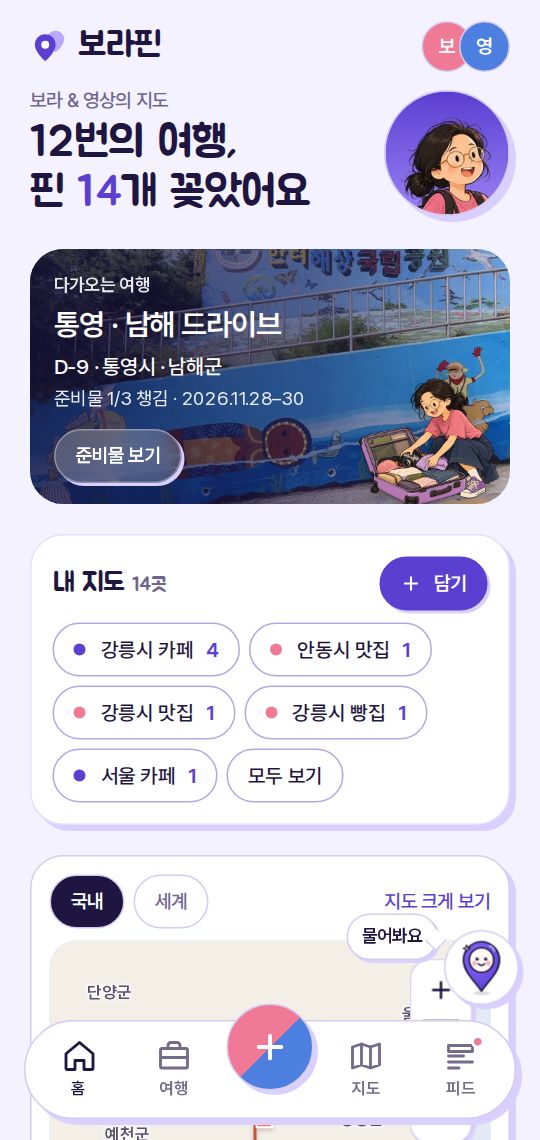 보라핀
보 영
보라 & 영상의 지도
12번의 여행,
핀 14개 꽂았어요
다가오는 여행
통영 · 남해 드라이브
D-9 · 통영시 · 남해군
준비물 1/3 챙김 · 2026.11.28–30
준비물 보기
해상국립공원
내 지도 14곳
+ 담기
강릉시 카페 4
안동시 맛집 1
강릉시 맛집 1
강릉시 빵집 1
서울 카페 1
모두 보기
국내
세계
지도 크게 보기
물어봐요
단양군
+
홈
여행
+
지도
피드
예천군